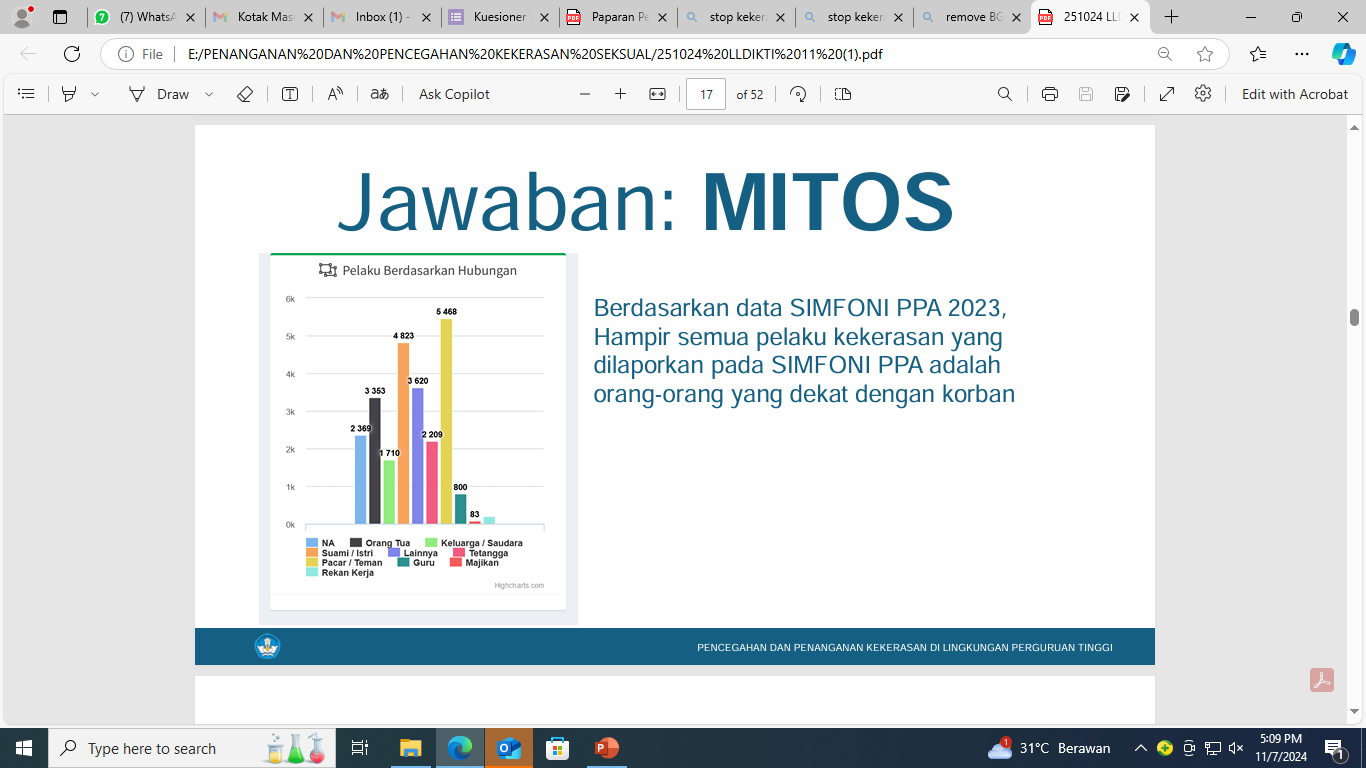 (7) WhatsA
Kotak Mas
Inbox (1) -
Kuesioner
Paparan Pe
stop keker
stop keker
remove BG
251024 LLD
File
E:/PENANGANAN%20DAN%20PENCEGAHAN%20KEKERASAN%20SEKSUAL/251024%20LLDIKTI%2011%20(1).pdf
Draw
Ask Copilot
17
of 52
Edit with Acrobat
Jawaban: MITOS
Pelaku Berdasarkan Hubungan
6k
5k
4k
3k
2k
1k
0k
2 369
3 353
1 710
4 823
3 620
2 209
5 468
800
83
NA Orang Tua Keluarga / Saudara
Suami / Istri Lainnya Tetangga
Pacar / Teman Guru Majikan
Rekan Kerja
Highcharts.com
Berdasarkan data SIMFONI PPA 2023,
Hampir semua pelaku kekerasan yang
dilaporkan pada SIMFONI PPA adalah
orang-orang yang dekat dengan korban
PENCEGAHAN DAN PENANGANAN KEKERASAN DI LINGKUNGAN PERGURUAN TINGGI
Type here to search
31°C Berawan
5:09 PM
11/7/2024